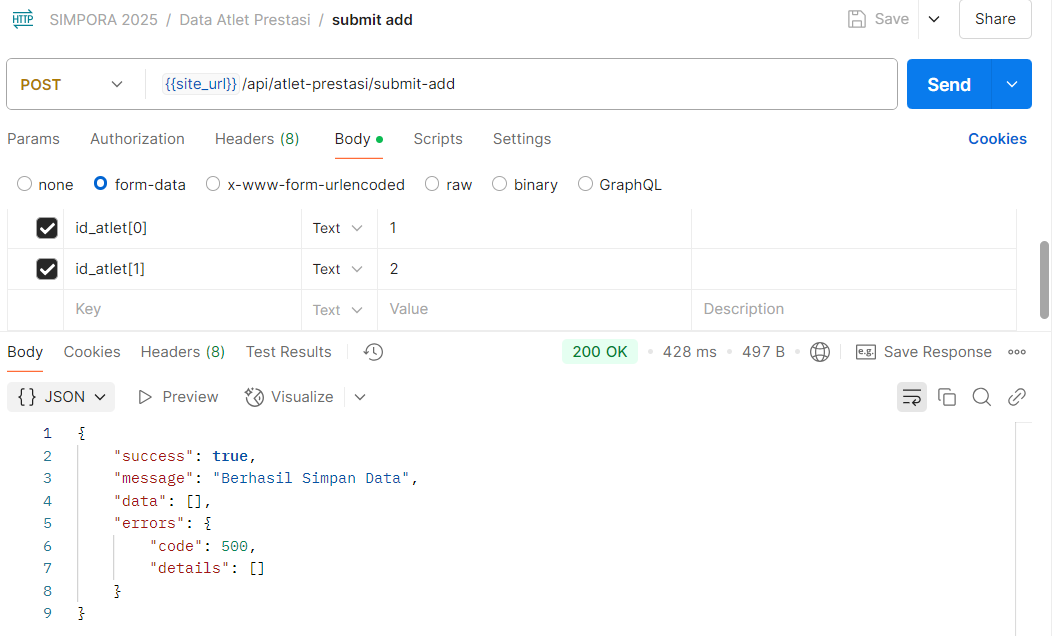 HTTP SIMPORA 2025 / Data Atlet Prestasi / submit add Save Share
POST {{site_url}} /api/atlet-prestasi/submit-add Send
Params Authorization Headers (8) Body Scripts Settings Cookies
none form-data x-www-form-urlencoded raw binary GraphQL
id_atlet[0] Text 1
id_atlet[1] Text 2
Key Text Value Description
Body Cookies Headers (8) Test Results 200 OK 428 ms 497 B e.g. Save Response
{} JSON Preview Visualize
1 {
2 "success": true,
3 "message": "Berhasil Simpan Data",
4 "data": [],
5 "errors": {
6 "code": 500,
7 "details": []
8 }
9 }